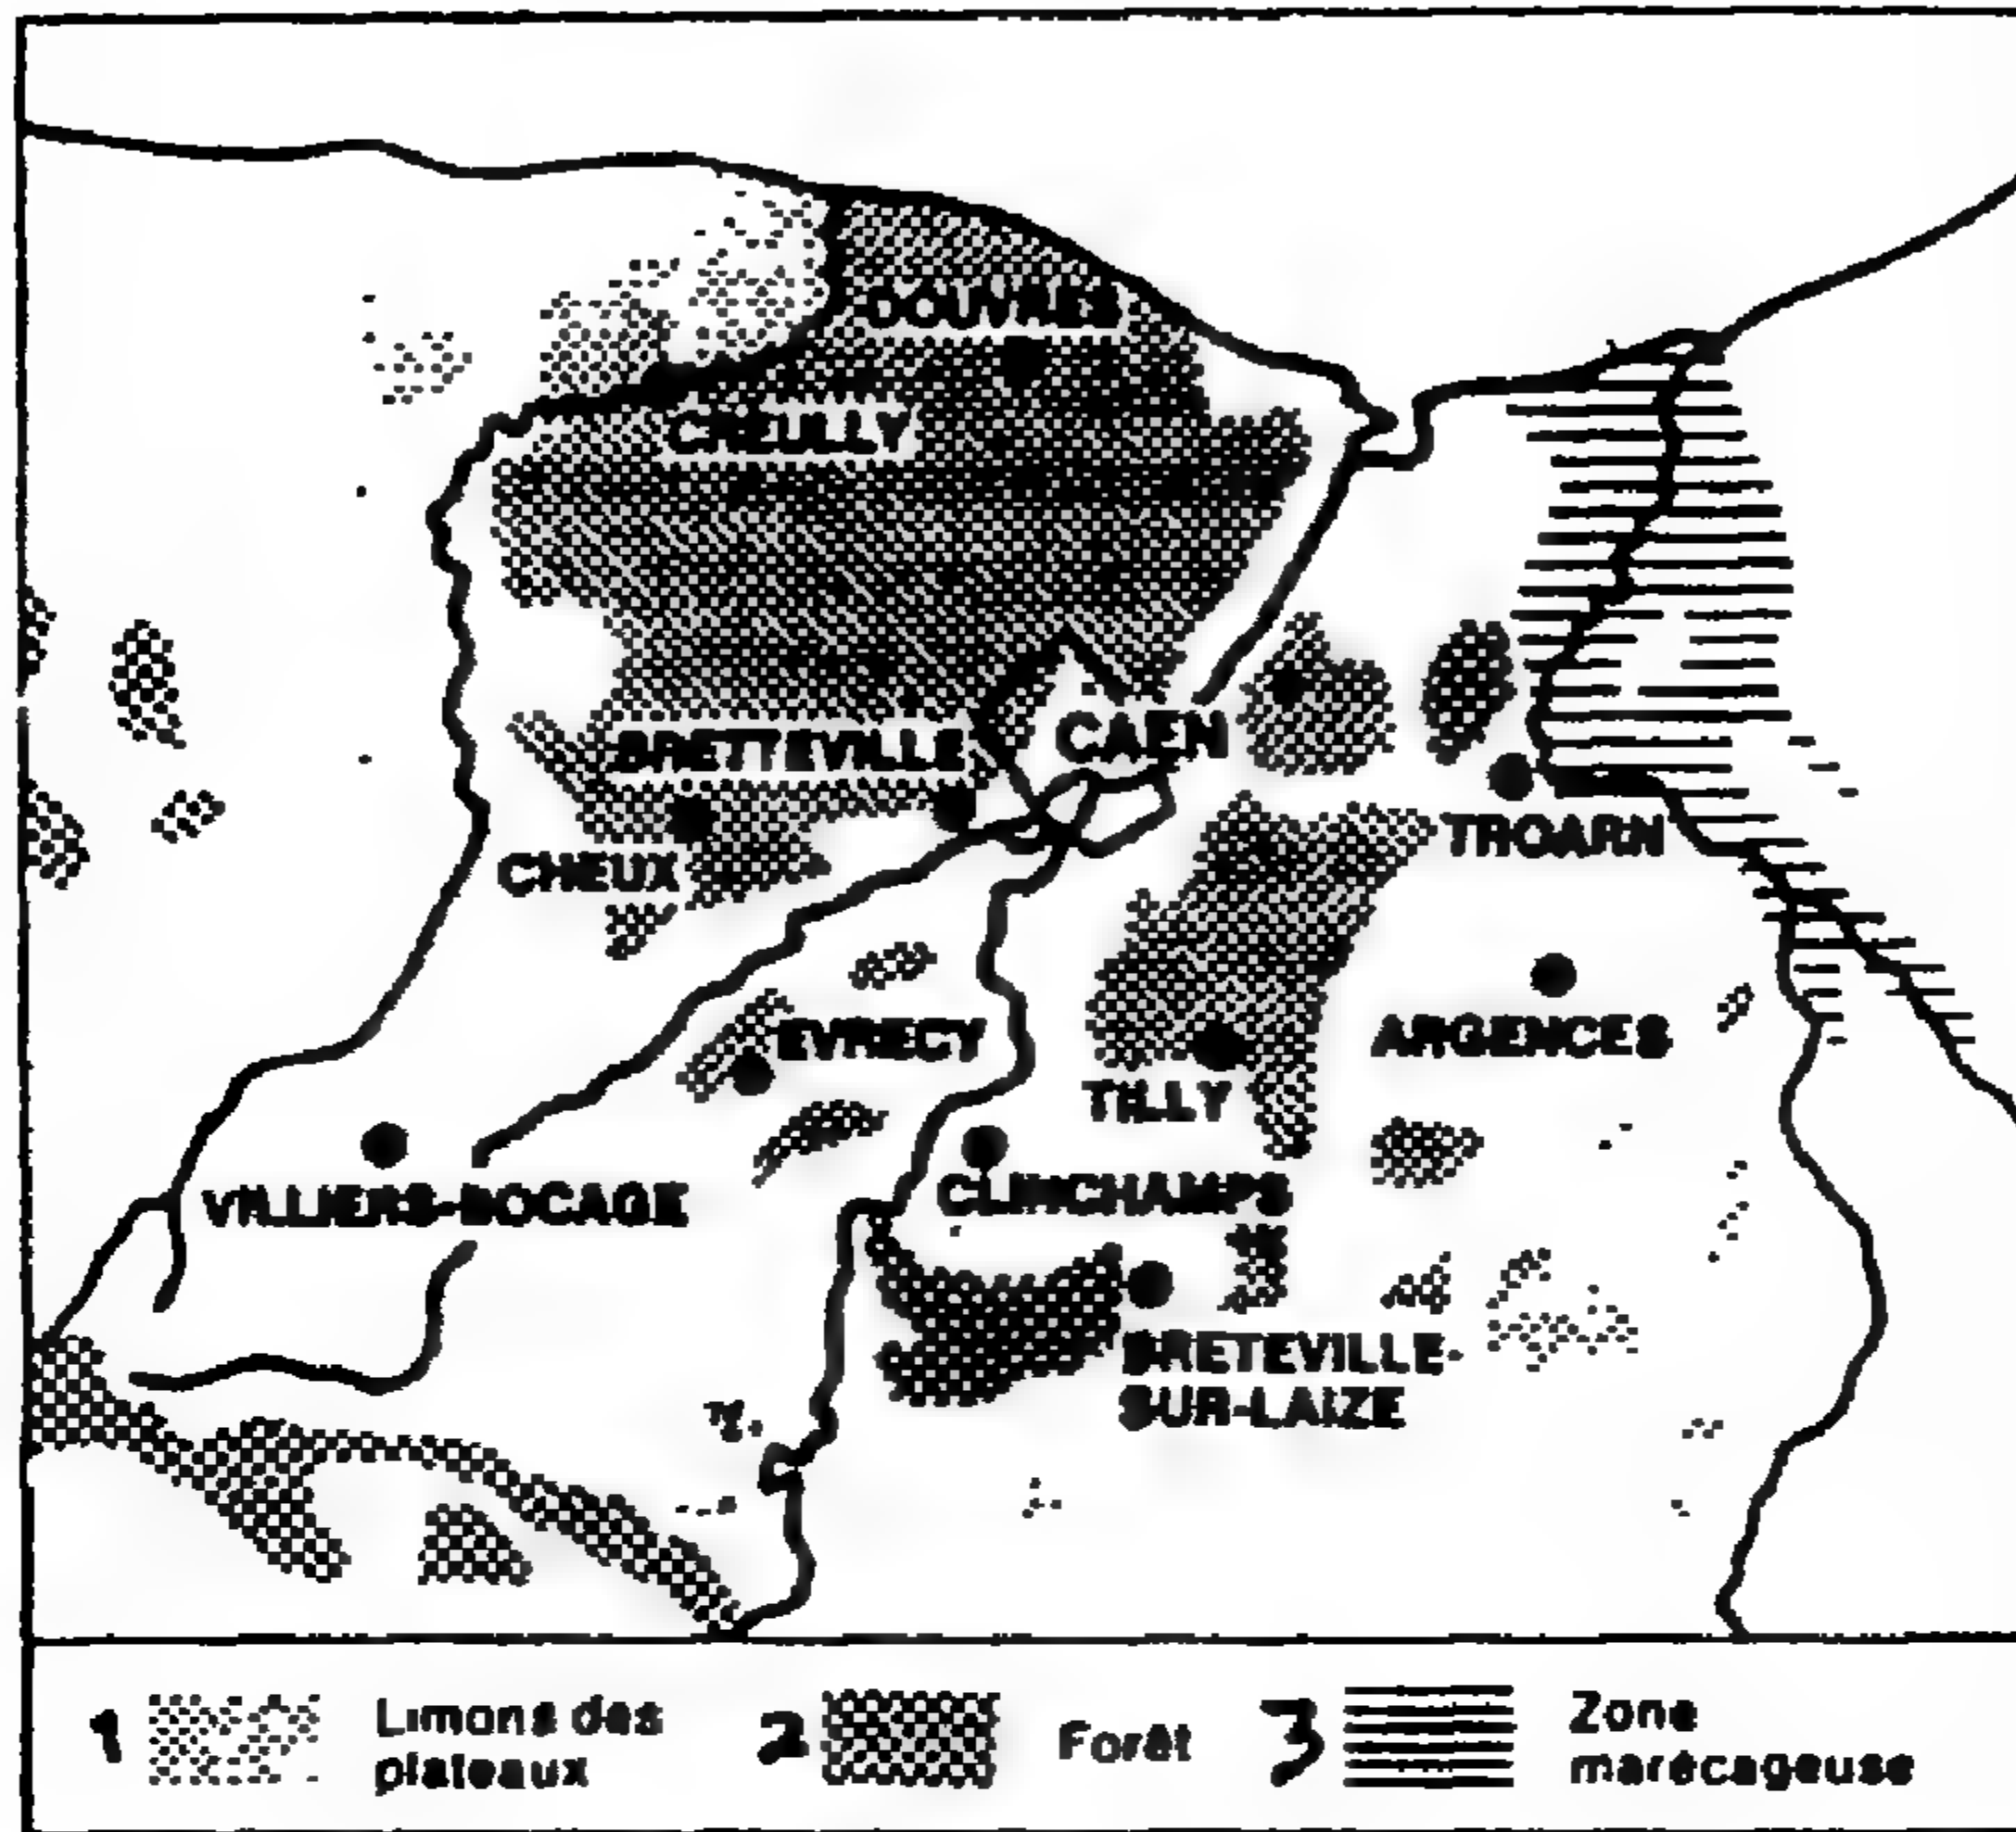 DOUVRES
CREULLY
BRETTEVILLE
CAEN
CHEUX
TROARN
EVRECY
ARGENCES
TILLY
VILLIERS-BOCAGE
CLINCHAMPS
BRETEVILLE-
SUR-LAIZE
1 Limons des
plateaux
2 Forêt
3 Zone
marécageuse